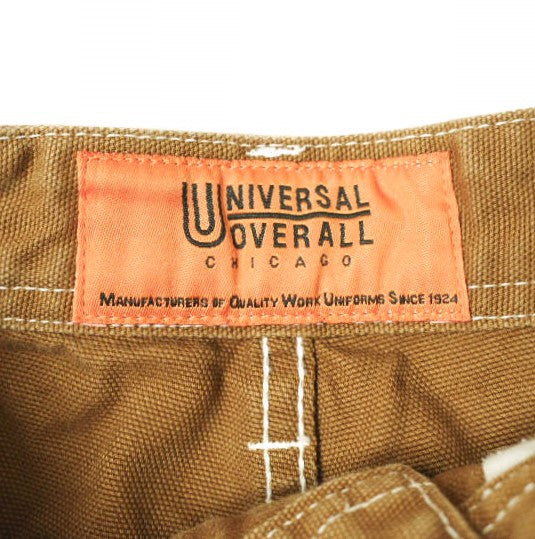 UNIVERSAL
OVERALL
CHICAGO
MANUFACTURERS OF QUALITY WORK UNIFORMS SINCE 1924